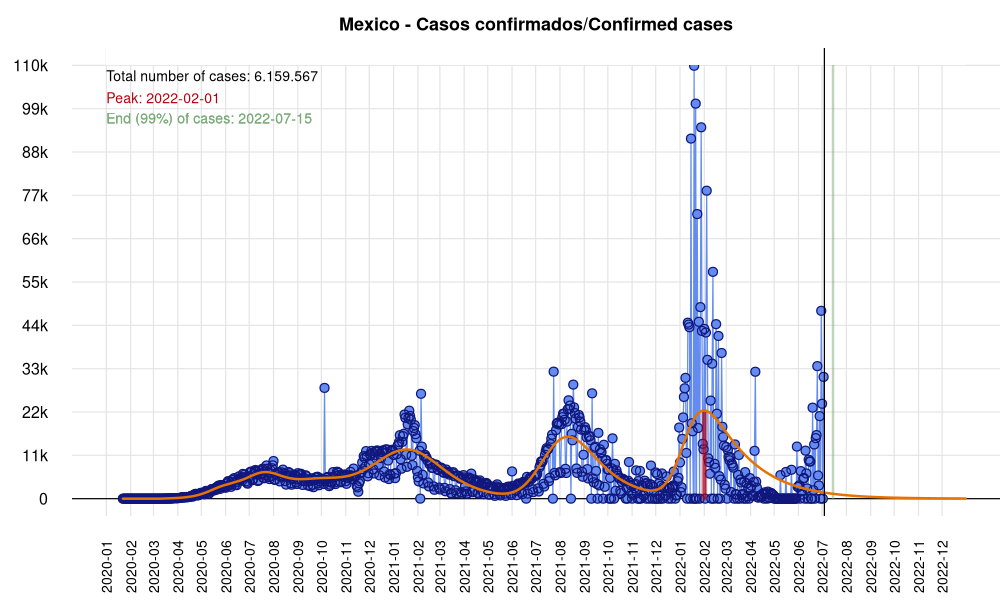 Mexico - Casos confirmados/Confirmed cases
110k
99k
88k
77k
66k
55k
44k
33k
22k
11k
0
Total number of cases: 6.159.567
Peak: 2022-02-01
End (99%) of cases: 2022-07-15
2020-01
2020-02
2020-03
2020-04
2020-05
2020-06
2020-07
2020-08
2020-09
2020-10
2020-11
2020-12
2021-01
2021-02
2021-03
2021-04
2021-05
2021-06
2021-07
2021-08
2021-09
2021-10
2021-11
2021-12
2022-01
2022-02
2022-03
2022-04
2022-05
2022-06
2022-07
2022-08
2022-09
2022-10
2022-11
2022-12